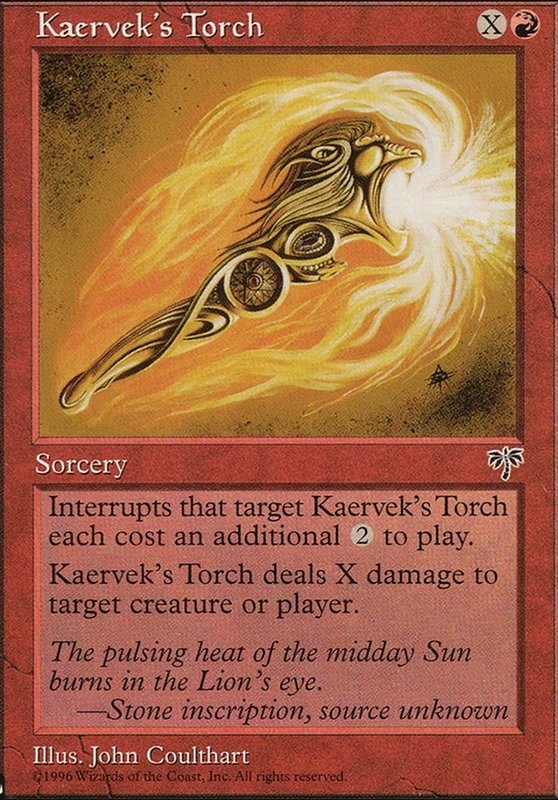 Kaervek's Torch
X
Sorcery
Interrupts that target Kaervek's Torch
each cost an additional 2 to play.
Kaervek's Torch deals X damage to
target creature or player.
The pulsing heat of the midday Sun
burns in the Lion's eye.
—Stone inscription, source unknown
Illus. John Coulthart
©1996 Wizards of the Coast, Inc. All rights reserved.